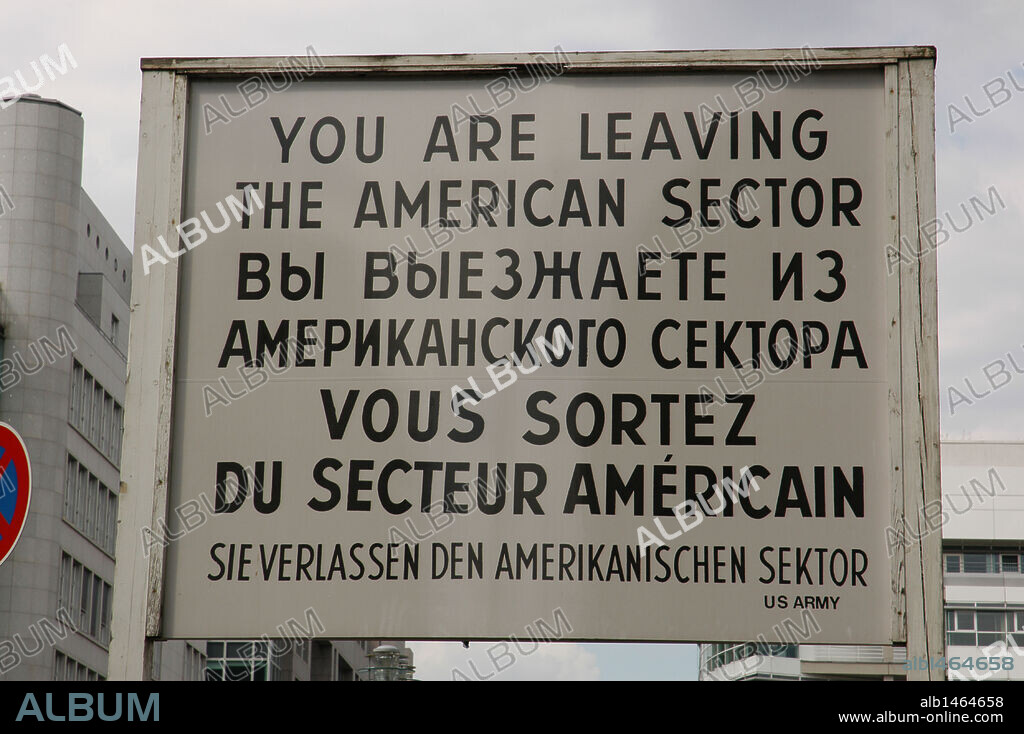 YOU ARE LEAVING
THE AMERICAN SECTOR
ВЫ ВЫЕЗЖАЕТЕ ИЗ
АМЕРИКАНСКОГО СЕКТОРА
VOUS SORTEZ
DU SECTEUR AMÉRICAIN
SIE VERLASSEN DEN AMERIKANISCHEN SEKTOR
US ARMY
alb1464658
ALBUM
alb1464658
www.album-online.com